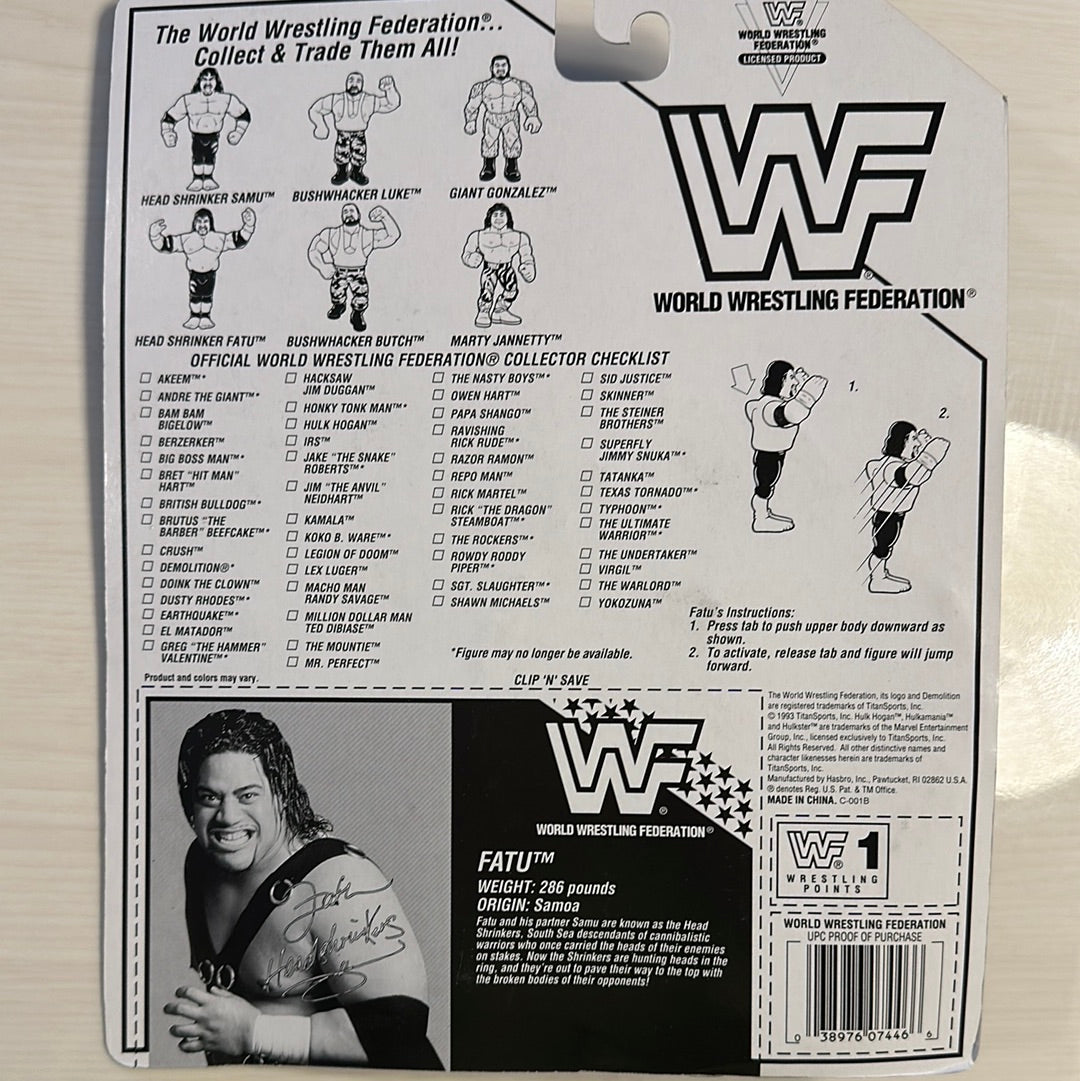 The World Wrestling Federation®...
Collect & Trade Them All!
WF
WORLD WRESTLING
FEDERATION®
LICENSED PRODUCT
HEAD SHRINKER SAMU™
BUSHWHACKER LUKE™
GIANT GONZALEZ™
HEAD SHRINKER FATU™
BUSHWHACKER BUTCH™
MARTY JANNETTY™
WF®
WORLD WRESTLING FEDERATION®
OFFICIAL WORLD WRESTLING FEDERATION® COLLECTOR CHECKLIST
AKEEM™*
ANDRE THE GIANT™*
BAM BAM
BIGELOW™
BERZERKER™
BIG BOSS MAN™*
BRET "HIT MAN"
HART™
BRITISH BULLDOG™*
BRUTUS "THE
BARBER" BEEFCAKE™*
CRUSH™
DEMOLITION®*
DOINK THE CLOWN™
DUSTY RHODES™*
EARTHQUAKE™*
EL MATADOR™
GREG "THE HAMMER"
VALENTINE™*
HACKSAW
JIM DUGGAN™
HONKY TONK MAN™*
HULK HOGAN™
IRS™
JAKE "THE SNAKE"
ROBERTS™*
JIM "THE ANVIL"
NEIDHART™
KAMALA™
KOKO B. WARE™*
LEGION OF DOOM™
LEX LUGER™
MACHO MAN
RANDY SAVAGE™
MILLION DOLLAR MAN
TED DIBIASE™
THE MOUNTIE™
MR. PERFECT™
THE NASTY BOYS™*
OWEN HART™
PAPA SHANGO™
RAVISHING
RICK RUDE™*
RAZOR RAMON™
REPO MAN™
RICK MARTEL™
RICK "THE DRAGON"
STEAMBOAT™*
THE ROCKERS™*
ROWDY RODDY
PIPER™*
SGT. SLAUGHTER™*
SHAWN MICHAELS™
SID JUSTICE™
SKINNER™
THE STEINER
BROTHERS™
SUPERFLY
JIMMY SNUKA™*
TATANKA™
TEXAS TORNADO™*
TYPHOON™*
THE ULTIMATE
WARRIOR™*
THE UNDERTAKER™
VIRGIL™
THE WARLORD™
YOKOZUNA™
*Figure may no longer be available.
1.
2.
Fatu's Instructions:
1. Press tab to push upper body downward as
shown.
2. To activate, release tab and figure will jump
forward.
Product and colors may vary.
CLIP 'N' SAVE
Fatu
Headshrinkers
WF®
WORLD WRESTLING FEDERATION®
FATU™
WEIGHT: 286 pounds
ORIGIN: Samoa
Fatu and his partner Samu are known as the Head
Shrinkers, South Sea descendants of cannibalistic
warriors who once carried the heads of their enemies
on stakes. Now the Shrinkers are hunting heads in the
ring, and they're out to pave their way to the top with
the broken bodies of their opponents!
The World Wrestling Federation, its logo and Demolition
are registered trademarks of TitanSports, Inc.
© 1993 TitanSports, Inc. Hulk Hogan™, Hulkamania™
and Hulkster™ are trademarks of the Marvel Entertainment
Group, Inc., licensed exclusively to TitanSports, Inc.
All Rights Reserved. All other distinctive names and
character likenesses herein are trademarks of
TitanSports, Inc.
Manufactured by Hasbro, Inc., Pawtucket, RI 02862 U.S.A.
® denotes Reg. U.S. Pat. & TM Office.
MADE IN CHINA. C-001B
WF® 1
WRESTLING
POINTS
WORLD WRESTLING FEDERATION
UPC PROOF OF PURCHASE
0 38976 07446 6